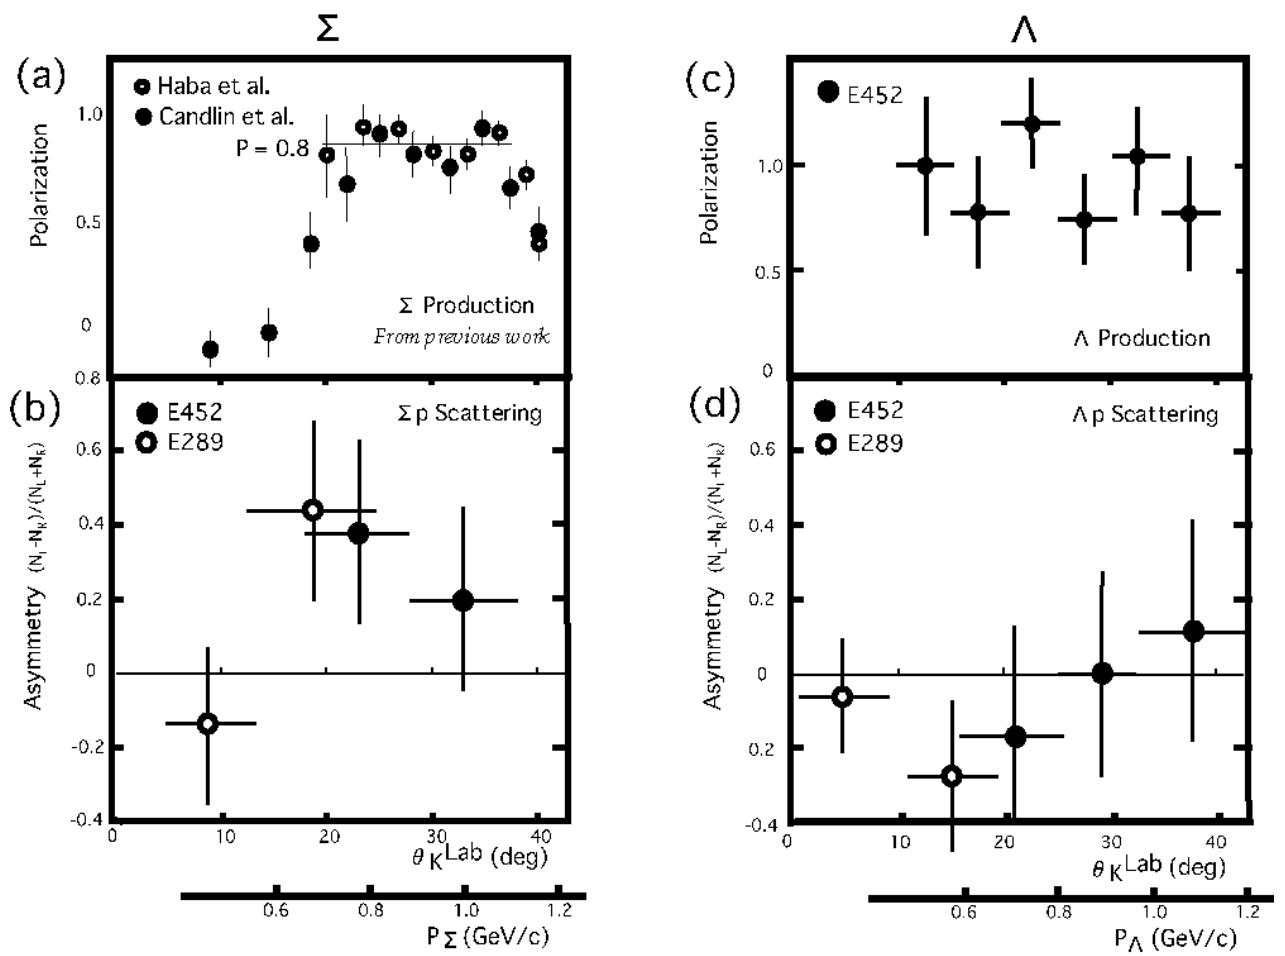 Σ
(a)
Haba et al.
Candlin et al.
P = 0.8
1.0
0.5
0
Polarization
Σ Production
From previous work
0.8
(b)
E452
E289
Σp Scattering
0.6
0.4
0.2
0
-0.2
-0.4
Asymmetry (N_L-N_R)/(N_L+N_R)
0 10 20 30 40
θ_K Lab (deg)
0.6 0.8 1.0 1.2
P_Σ (GeV/c)
Λ
(c)
E452
1.0
0.5
0
Polarization
Λ Production
(d)
E452
E289
Λp Scattering
0.6
0.4
0.2
0
0.2
-0.4
Asymmetry (N_L-N_R)/(N_L+N_R)
0 10 20 30 40
θ_K Lab (deg)
0.6 0.8 1.0 1.2
P_Λ (GeV/c)